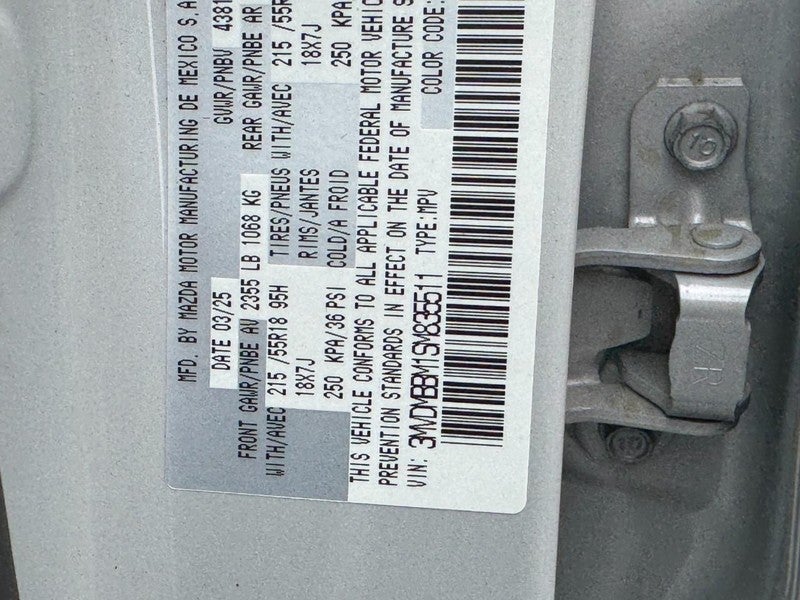 MFD. BY MAZDA MOTOR MANUFACTURING DE MEXICO S.A
DATE 03/25 GVWR/PNBV 4381
FRONT GAWR/PNBE AV 2355 LB 1068 KG REAR GAWR/PNBE AR
WITH/AVEC 215 /55R18 95H TIRES/PNEUS WITH/AVEC 215 /55R
18X7J RIMS/JANTES 18X7J
250 KPA/36 PSI COLD/A FROID 250 KPA
THIS VEHICLE CONFORMS TO ALL APPLICABLE FEDERAL MOTOR VEHIC
PREVENTION STANDARDS IN EFFECT ON THE DATE OF MANUFACTURE S
VIN: 3MVDMBBM1SM835511 TYPE:MPV COLOR CODE: